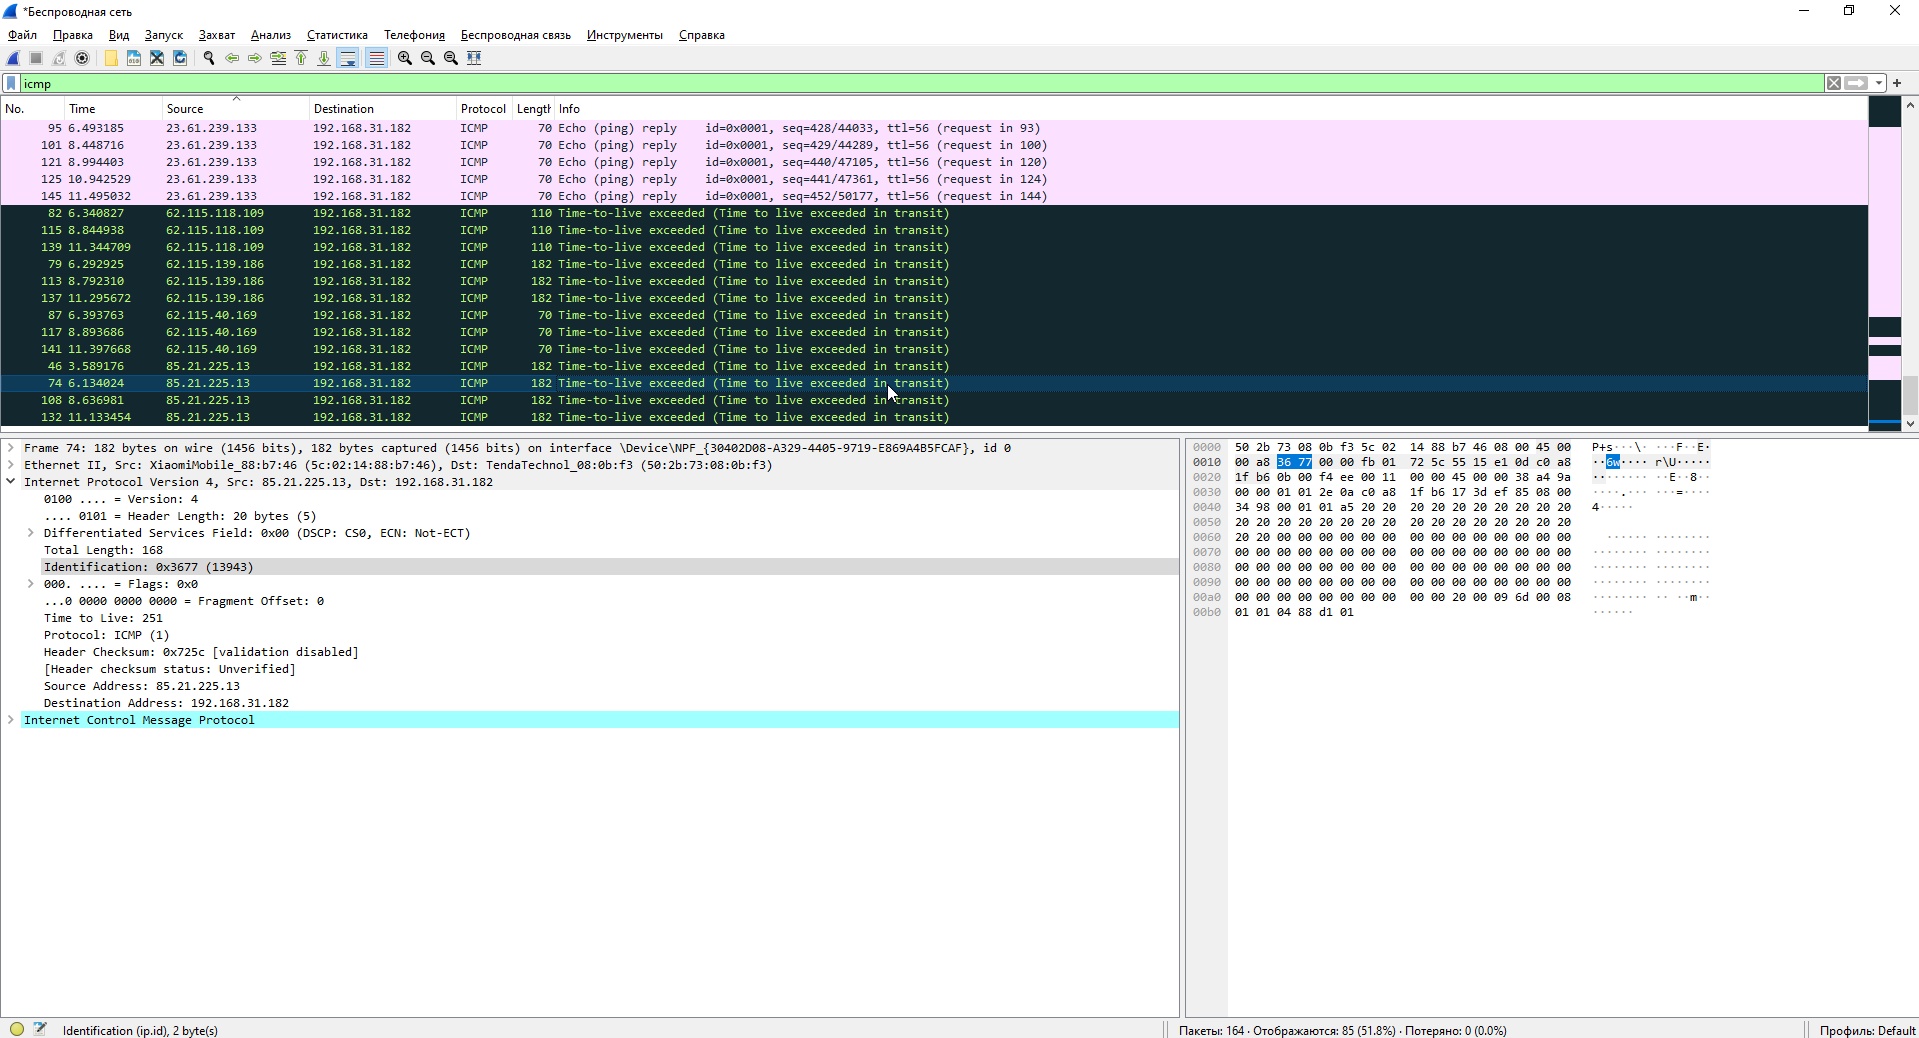 *Беспроводная сеть
Файл Правка Вид Запуск Захват Анализ Статистика Телефония Беспроводная связь Инструменты Справка
icmp
No. Time Source Destination Protocol Length Info
95 6.493185 23.61.239.133 192.168.31.182 ICMP 70 Echo (ping) reply id=0x0001, seq=428/44033, ttl=56 (request in 93)
101 8.448716 23.61.239.133 192.168.31.182 ICMP 70 Echo (ping) reply id=0x0001, seq=429/44289, ttl=56 (request in 100)
121 8.994403 23.61.239.133 192.168.31.182 ICMP 70 Echo (ping) reply id=0x0001, seq=440/47105, ttl=56 (request in 120)
125 10.942529 23.61.239.133 192.168.31.182 ICMP 70 Echo (ping) reply id=0x0001, seq=441/47361, ttl=56 (request in 124)
145 11.495032 23.61.239.133 192.168.31.182 ICMP 70 Echo (ping) reply id=0x0001, seq=452/50177, ttl=56 (request in 144)
82 6.340827 62.115.118.109 192.168.31.182 ICMP 110 Time-to-live exceeded (Time to live exceeded in transit)
115 8.844938 62.115.118.109 192.168.31.182 ICMP 110 Time-to-live exceeded (Time to live exceeded in transit)
139 11.344709 62.115.118.109 192.168.31.182 ICMP 110 Time-to-live exceeded (Time to live exceeded in transit)
79 6.292925 62.115.139.186 192.168.31.182 ICMP 182 Time-to-live exceeded (Time to live exceeded in transit)
113 8.792310 62.115.139.186 192.168.31.182 ICMP 182 Time-to-live exceeded (Time to live exceeded in transit)
137 11.295672 62.115.139.186 192.168.31.182 ICMP 182 Time-to-live exceeded (Time to live exceeded in transit)
87 6.393763 62.115.40.169 192.168.31.182 ICMP 70 Time-to-live exceeded (Time to live exceeded in transit)
117 8.893686 62.115.40.169 192.168.31.182 ICMP 70 Time-to-live exceeded (Time to live exceeded in transit)
141 11.397668 62.115.40.169 192.168.31.182 ICMP 70 Time-to-live exceeded (Time to live exceeded in transit)
46 3.589176 85.21.225.13 192.168.31.182 ICMP 182 Time-to-live exceeded (Time to live exceeded in transit)
74 6.134024 85.21.225.13 192.168.31.182 ICMP 182 Time-to-live exceeded (Time to live exceeded in transit)
108 8.636981 85.21.225.13 192.168.31.182 ICMP 182 Time-to-live exceeded (Time to live exceeded in transit)
132 11.133454 85.21.225.13 192.168.31.182 ICMP 182 Time-to-live exceeded (Time to live exceeded in transit)
Frame 74: 182 bytes on wire (1456 bits), 182 bytes captured (1456 bits) on interface \Device\NPF_{30402D08-A329-4405-9719-E869A4B5FCAF}, id 0
Ethernet II, Src: XiaomiMobile_88:b7:46 (5c:02:14:88:b7:46), Dst: TendaTechnol_08:0b:f3 (50:2b:73:08:0b:f3)
Internet Protocol Version 4, Src: 85.21.225.13, Dst: 192.168.31.182
0100 .... = Version: 4
.... 0101 = Header Length: 20 bytes (5)
Differentiated Services Field: 0x00 (DSCP: CS0, ECN: Not-ECT)
Total Length: 168
Identification: 0x3677 (13943)
000. .... = Flags: 0x0
...0 0000 0000 0000 = Fragment Offset: 0
Time to Live: 251
Protocol: ICMP (1)
Header Checksum: 0x725c [validation disabled]
[Header checksum status: Unverified]
Source Address: 85.21.225.13
Destination Address: 192.168.31.182
Internet Control Message Protocol
0000 50 2b 73 08 0b f3 5c 02 14 88 b7 46 08 00 45 00 P+s···\· ···F··E·
0010 00 a8 36 77 00 00 fb 01 72 5c 55 15 e1 0d c0 a8 ··6w···· r\U·····
0020 1f b6 0b 00 f4 ee 00 11 00 00 45 00 00 38 a4 9a ········ ··E··8··
0030 00 00 01 01 2e 0a c0 a8 1f b6 17 3d ef 85 08 00 ····.··· ···=····
0040 34 98 00 01 01 a5 20 20 20 20 20 20 20 20 20 20 4·····
0050 20 20 20 20 20 20 20 20 20 20 20 20 20 20 20 20
0060 20 20 00 00 00 00 00 00 00 00 00 00 00 00 00 00 ······ ········
0070 00 00 00 00 00 00 00 00 00 00 00 00 00 00 00 00 ········ ········
0080 00 00 00 00 00 00 00 00 00 00 00 00 00 00 00 00 ········ ········
0090 00 00 00 00 00 00 00 00 00 00 00 00 00 00 00 00 ········ ········
00a0 00 00 00 00 00 00 00 00 00 00 20 00 09 6d 00 08 ········ ·· ··m··
00b0 01 01 04 88 d1 01 ······
Identification (ip.id), 2 byte(s)
Пакеты: 164 · Отображаются: 85 (51.8%) · Потеряно: 0 (0.0%)
Профиль: Default